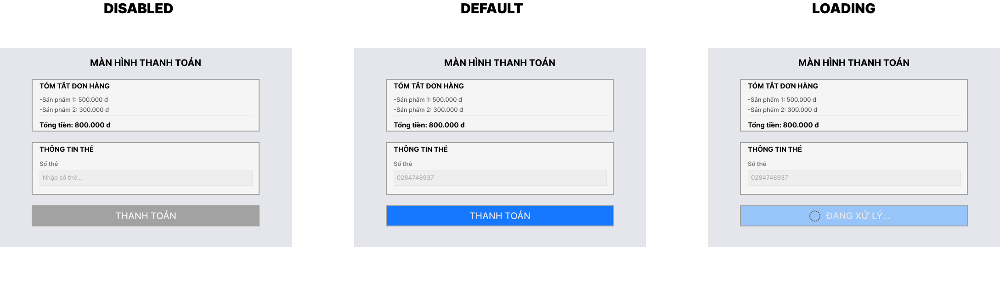 DISABLED
MÀN HÌNH THANH TOÁN
TÓM TẮT ĐƠN HÀNG
-Sản phẩm 1: 500.000 đ
-Sản phẩm 2: 300.000 đ
Tổng tiền: 800.000 đ
THÔNG TIN THẺ
Số thẻ
Nhập số thẻ...
THANH TOÁN
DEFAULT
MÀN HÌNH THANH TOÁN
TÓM TẮT ĐƠN HÀNG
-Sản phẩm 1: 500.000 đ
-Sản phẩm 2: 300.000 đ
Tổng tiền: 800.000 đ
THÔNG TIN THẺ
Số thẻ
0284748937
THANH TOÁN
LOADING
MÀN HÌNH THANH TOÁN
TÓM TẮT ĐƠN HÀNG
-Sản phẩm 1: 500.000 đ
-Sản phẩm 2: 300.000 đ
Tổng tiền: 800.000 đ
THÔNG TIN THẺ
Số thẻ
0284748937
ĐANG XỬ LÝ...